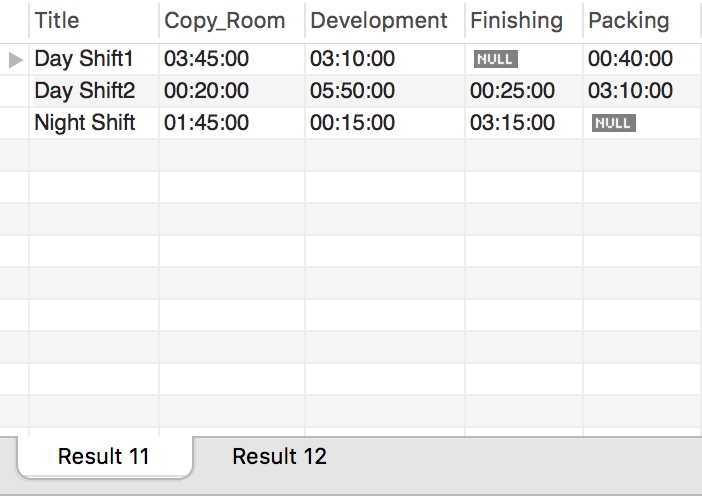 Title Copy_Room Development Finishing Packing
Day Shift1 03:45:00 03:10:00 NULL 00:40:00
Day Shift2 00:20:00 05:50:00 00:25:00 03:10:00
Night Shift 01:45:00 00:15:00 03:15:00 NULL
Result 11 Result 12